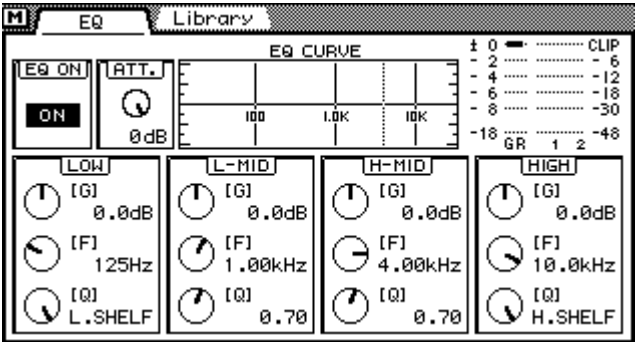 M EQ Library
EQ ON
ON
ATT.
0dB
EQ CURVE
100 1.0K 10K
± 0 CLIP
- 2 - 6
- 4 -12
- 6 -18
- 8 -30
-18 -48
GR 1 2
LOW
[G]
0.0dB
[F]
125Hz
[Q]
L.SHELF
L-MID
[G]
0.0dB
[F]
1.00kHz
[Q]
0.70
H-MID
[G]
0.0dB
[F]
4.00kHz
[Q]
0.70
HIGH
[G]
0.0dB
[F]
10.0kHz
[Q]
H.SHELF